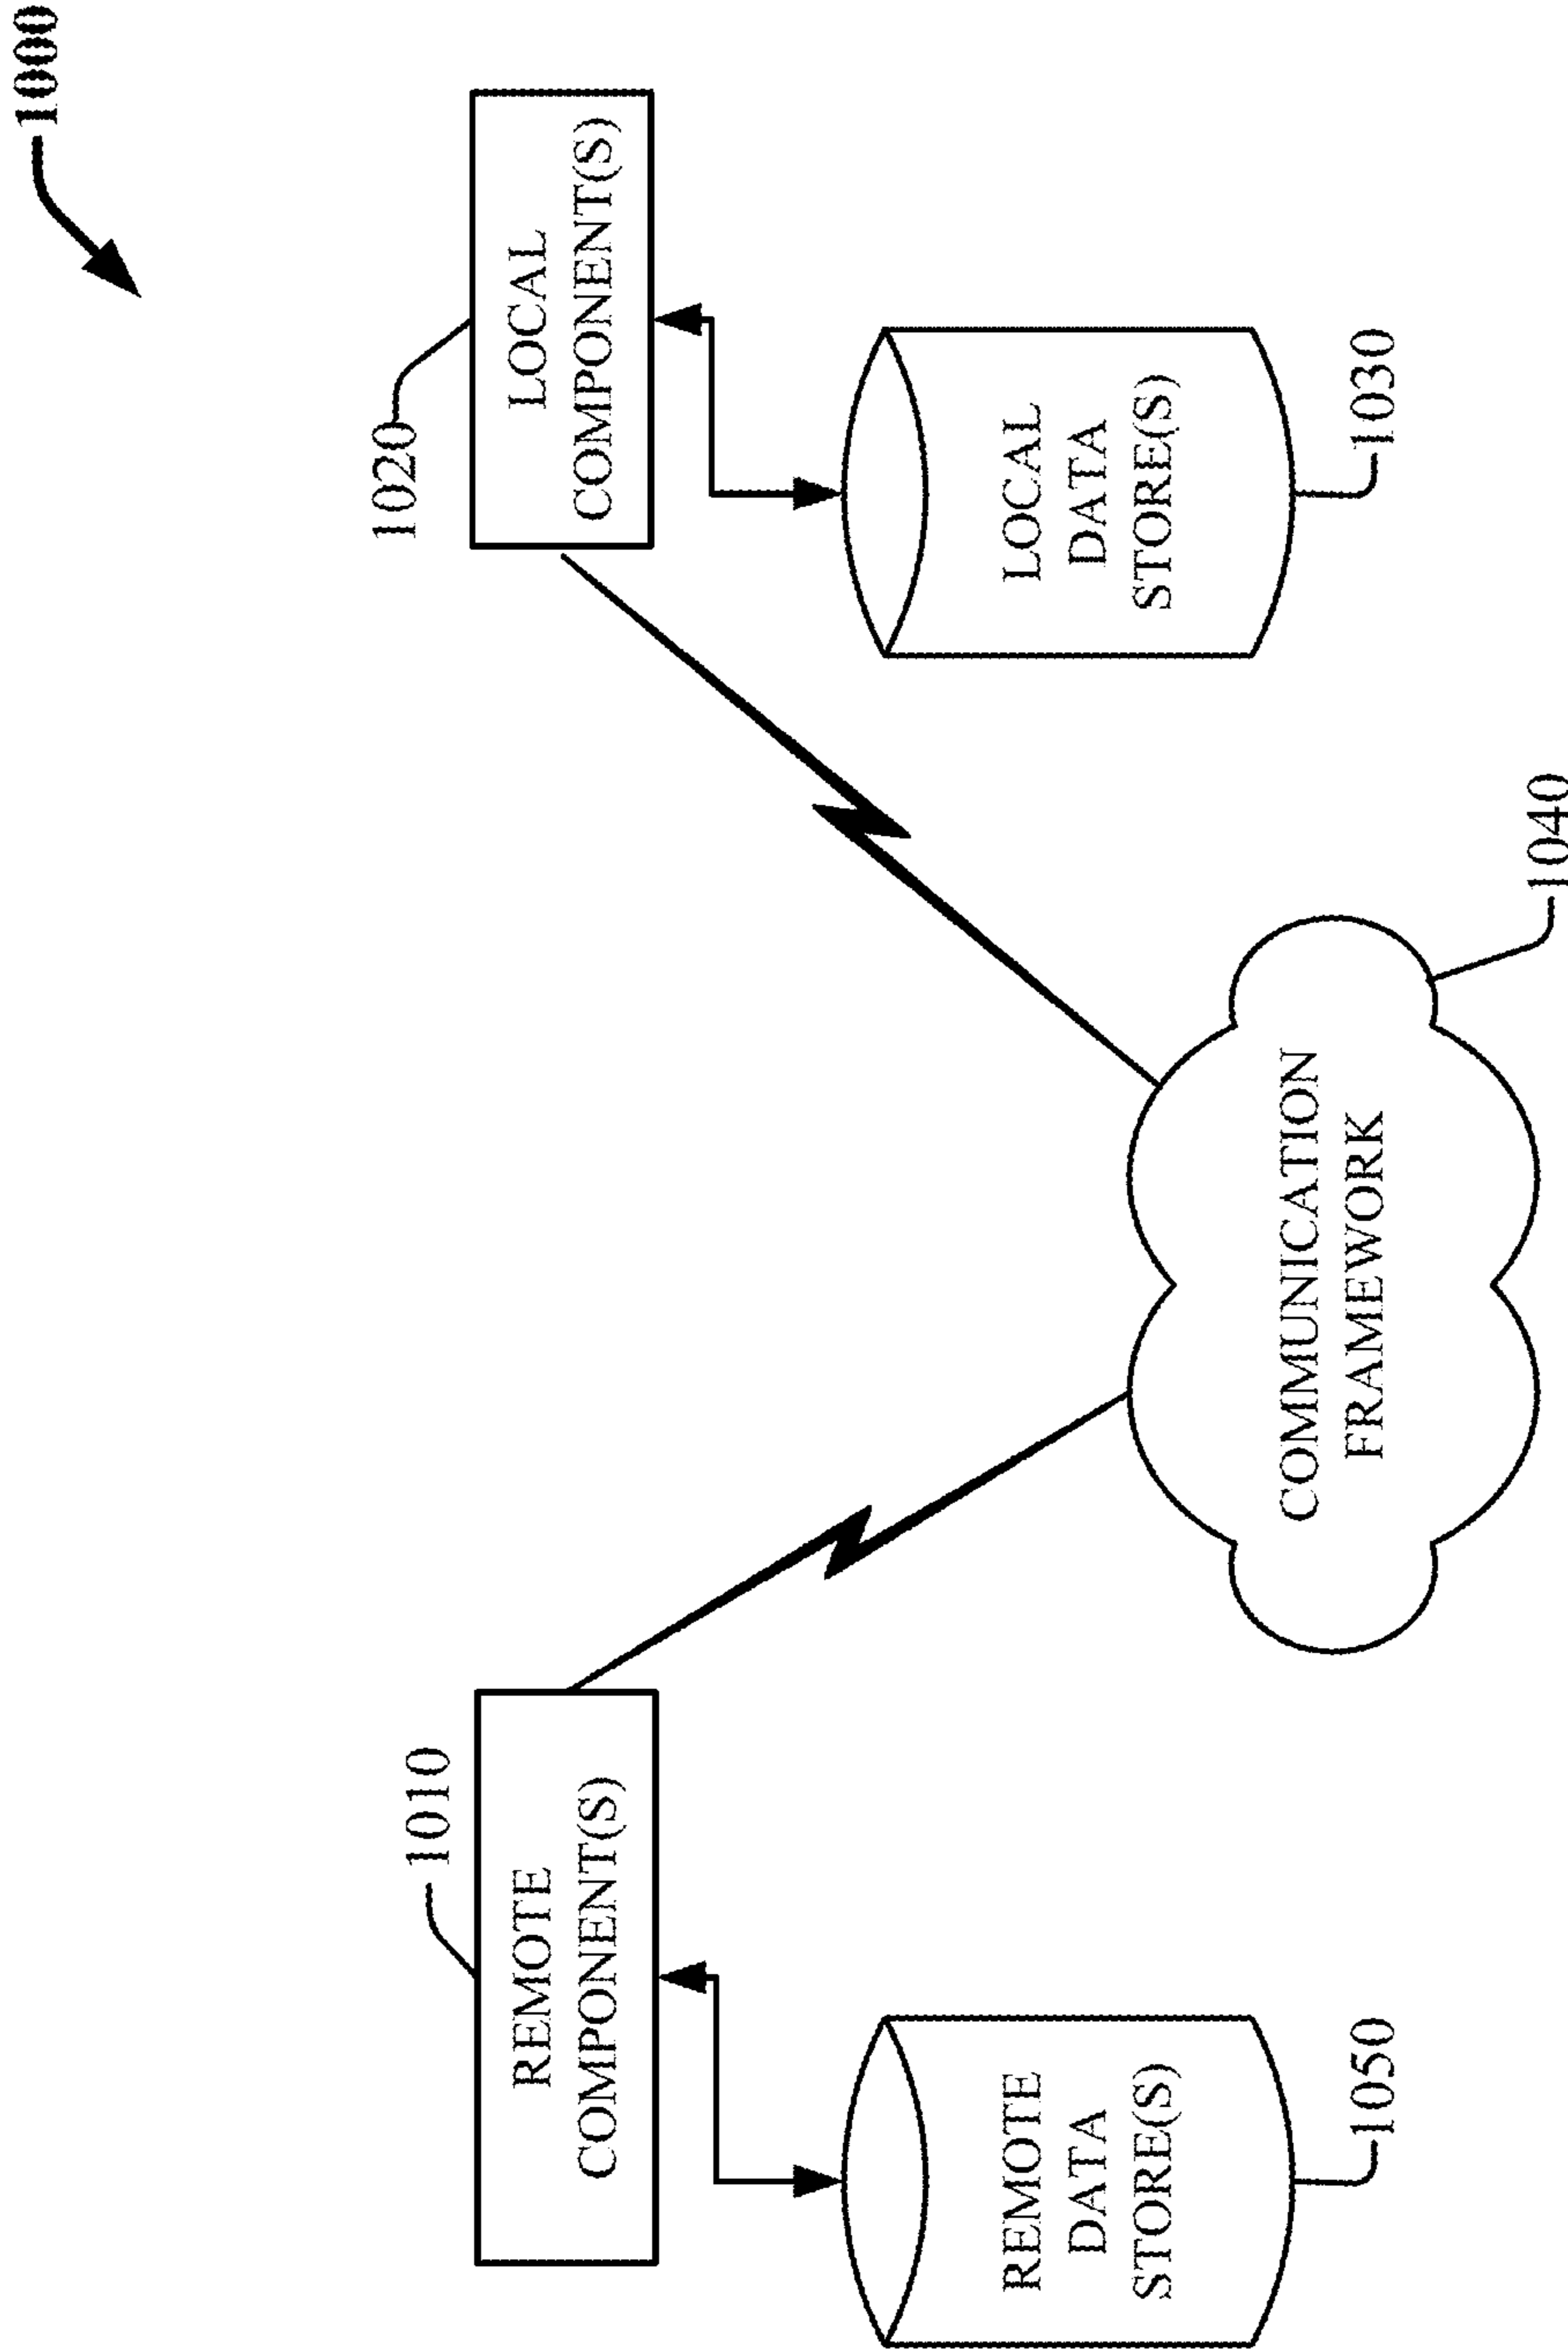 1000
1010
REMOTE
COMPONENT(S)
1020
LOCAL
COMPONENT(S)
REMOTE
DATA
STORE(S)
1050
LOCAL
DATA
STORE(S)
1030
COMMUNICATION
FRAMEWORK
1040